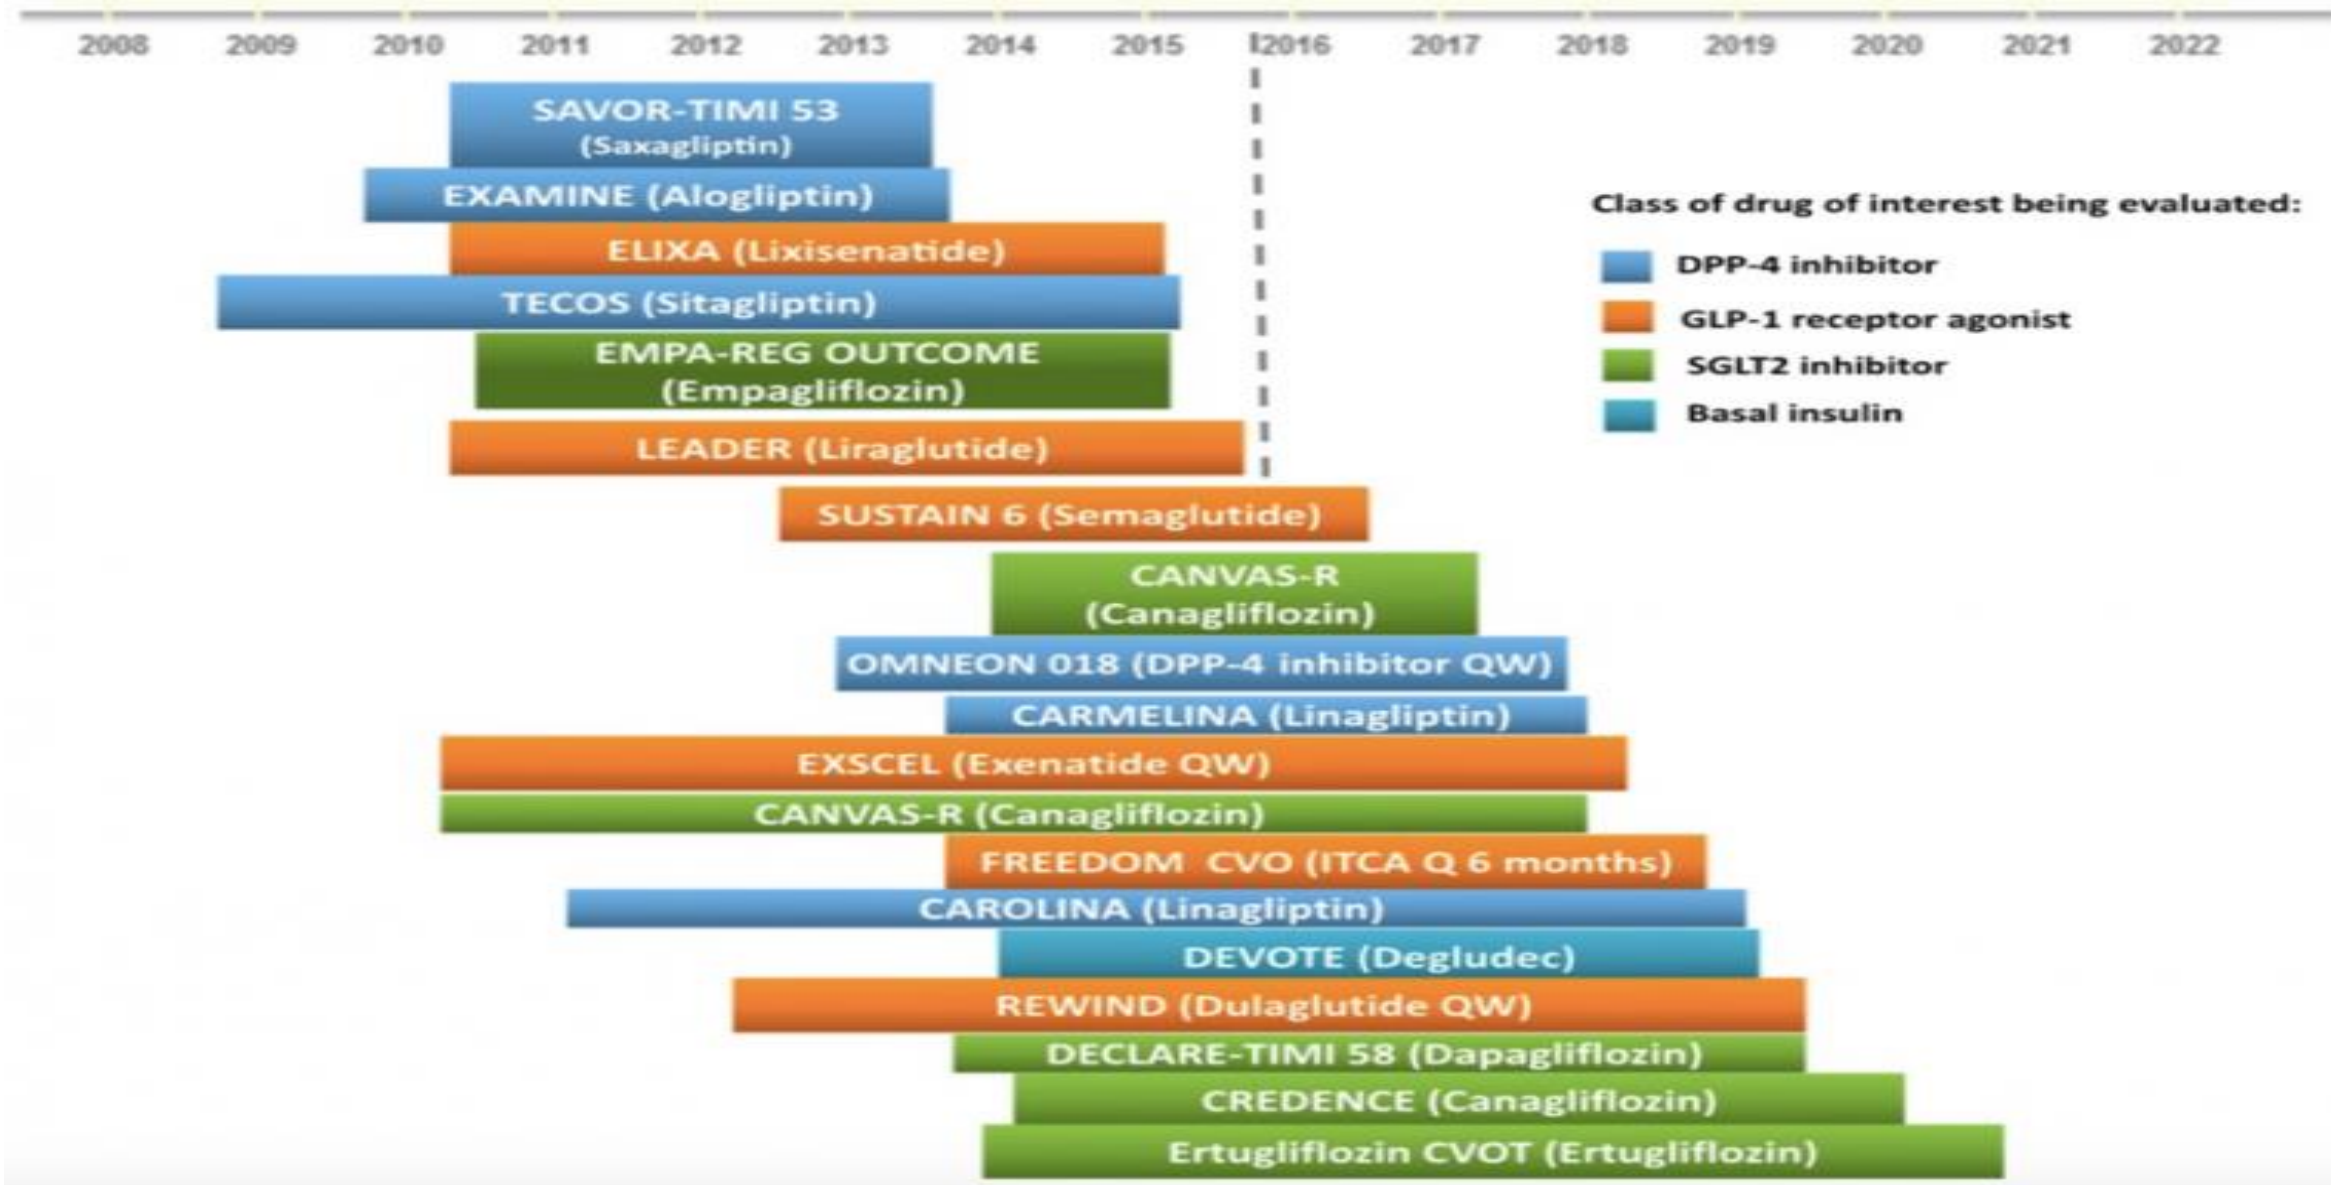 2008 2009 2010 2011 2012 2013 2014 2015 2016 2017 2018 2019 2020 2021 2022
SAVOR-TIMI 53
(Saxagliptin)
EXAMINE (Alogliptin)
ELIXA (Lixisenatide)
TECOS (Sitagliptin)
EMPA-REG OUTCOME
(Empagliflozin)
LEADER (Liraglutide)
SUSTAIN 6 (Semaglutide)
CANVAS-R
(Canagliflozin)
OMNEON 018 (DPP-4 inhibitor QW)
CARMELINA (Linagliptin)
EXSCEL (Exenatide QW)
CANVAS-R (Canagliflozin)
FREEDOM CVO (ITCA Q 6 months)
CAROLINA (Linagliptin)
DEVOTE (Degludec)
REWIND (Dulaglutide QW)
DECLARE-TIMI 58 (Dapagliflozin)
CREDENCE (Canagliflozin)
Ertugliflozin CVOT (Ertugliflozin)
Class of drug of interest being evaluated:
DPP-4 inhibitor
GLP-1 receptor agonist
SGLT2 inhibitor
Basal insulin